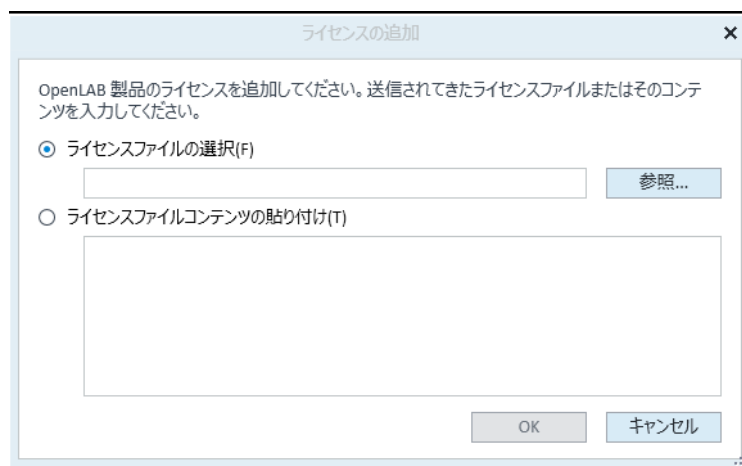 ライセンスの追加
OpenLAB 製品のライセンスを追加してください。送信されてきたライセンスファイルまたはそのコンテ
ンツを入力してください。
ライセンスファイルの選択(F)
参照...
ライセンスファイルコンテンツの貼り付け(T)
OK
キャンセル